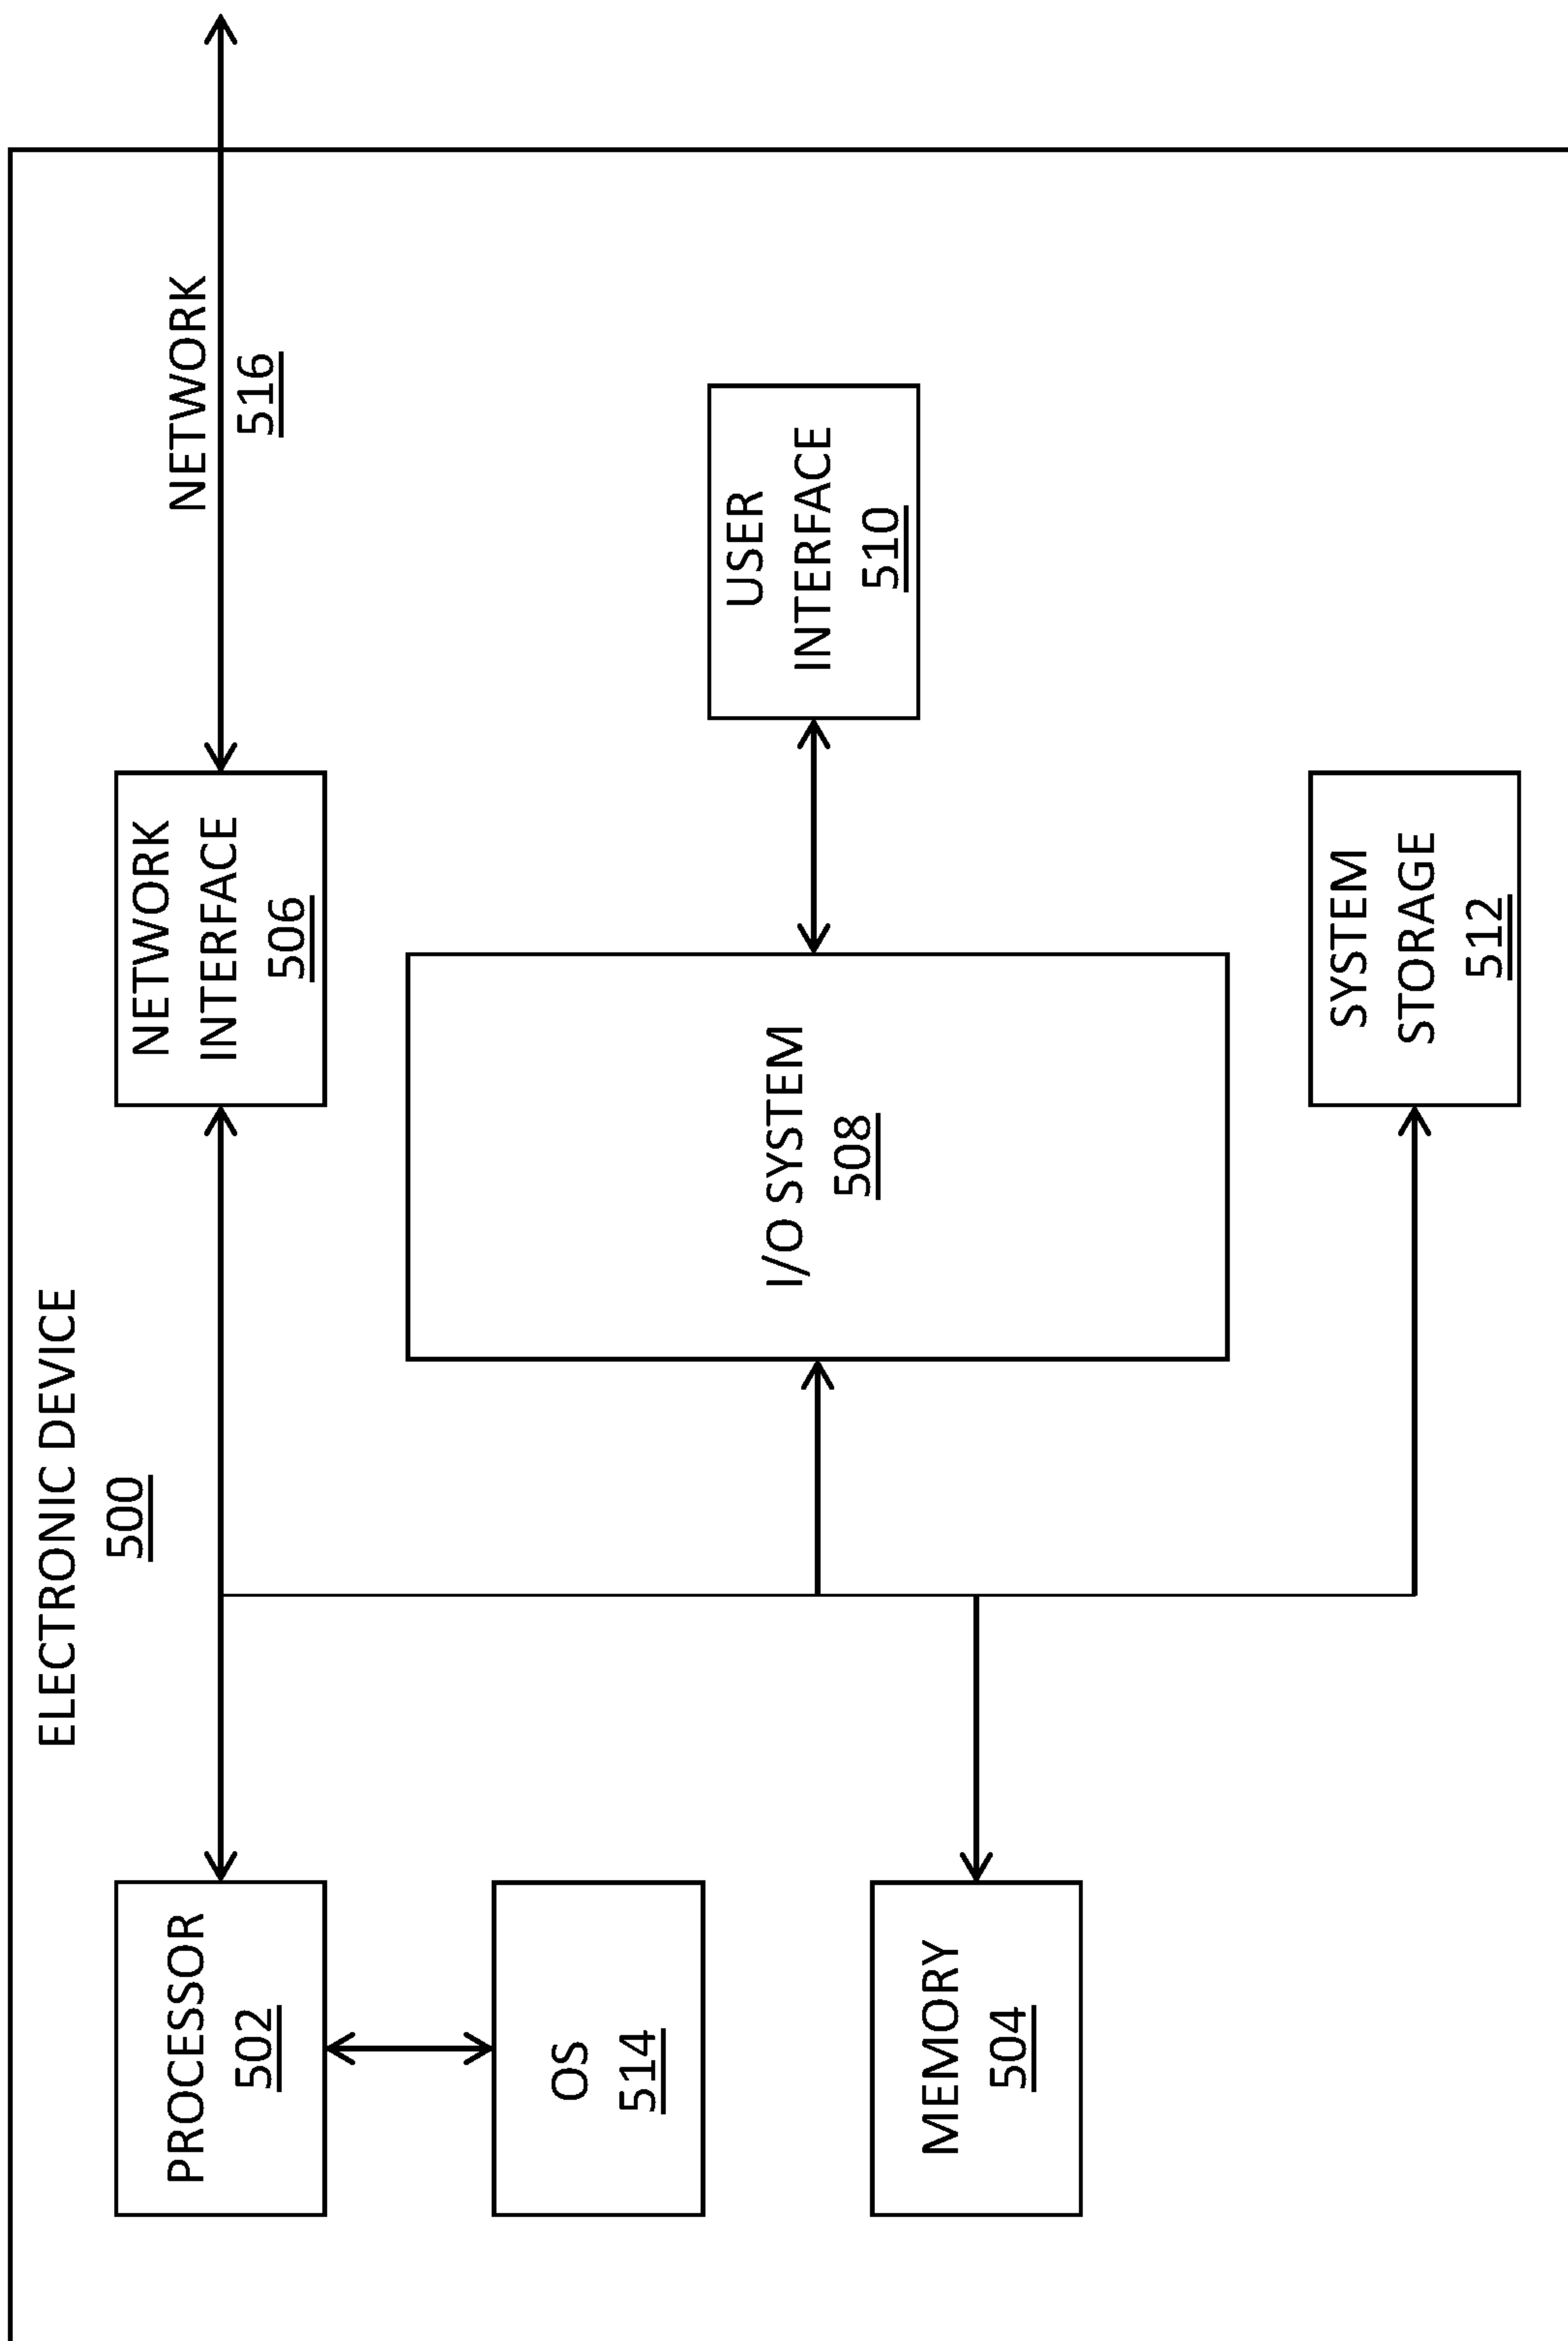 ELECTRONIC DEVICE
500
PROCESSOR
502
NETWORK
INTERFACE
506
NETWORK
516
OS
514
I/O SYSTEM
508
USER
INTERFACE
510
MEMORY
504
SYSTEM
STORAGE
512